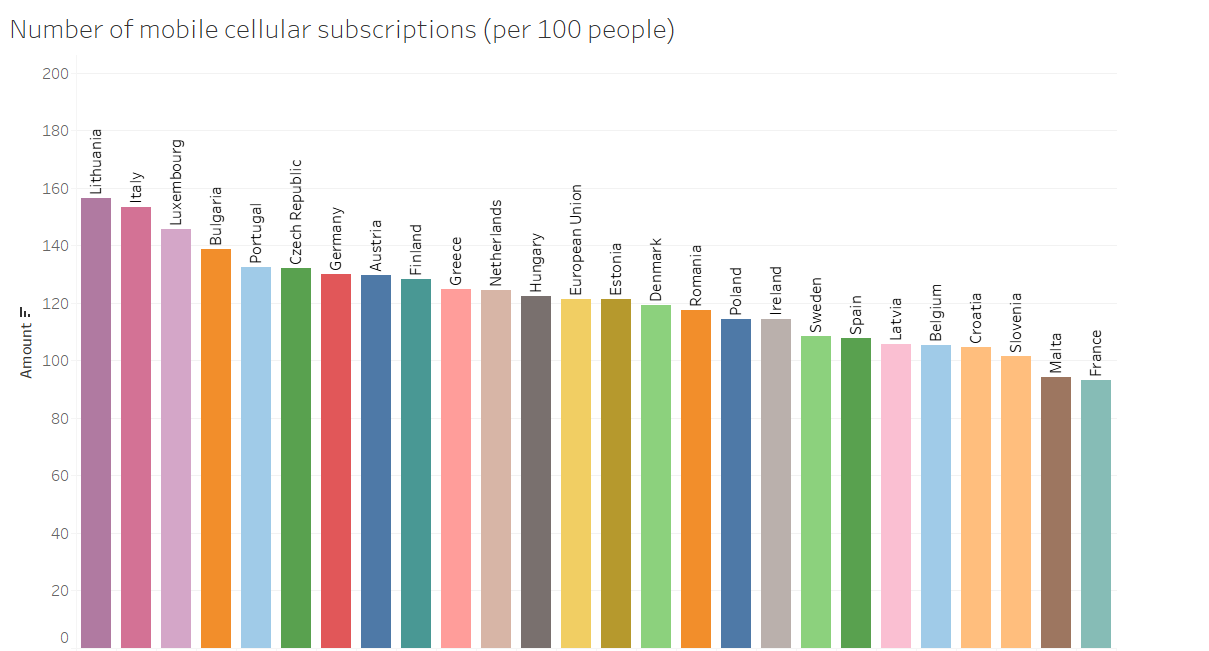 Number of mobile cellular subscriptions (per 100 people)
200
180
160
140
120
100
80
60
40
20
0
Amount
Lithuania
Italy
Luxembourg
Bulgaria
Portugal
Czech Republic
Germany
Austria
Finland
Greece
Netherlands
Hungary
European Union
Estonia
Denmark
Romania
Poland
Ireland
Sweden
Spain
Latvia
Belgium
Croatia
Slovenia
Malta
France